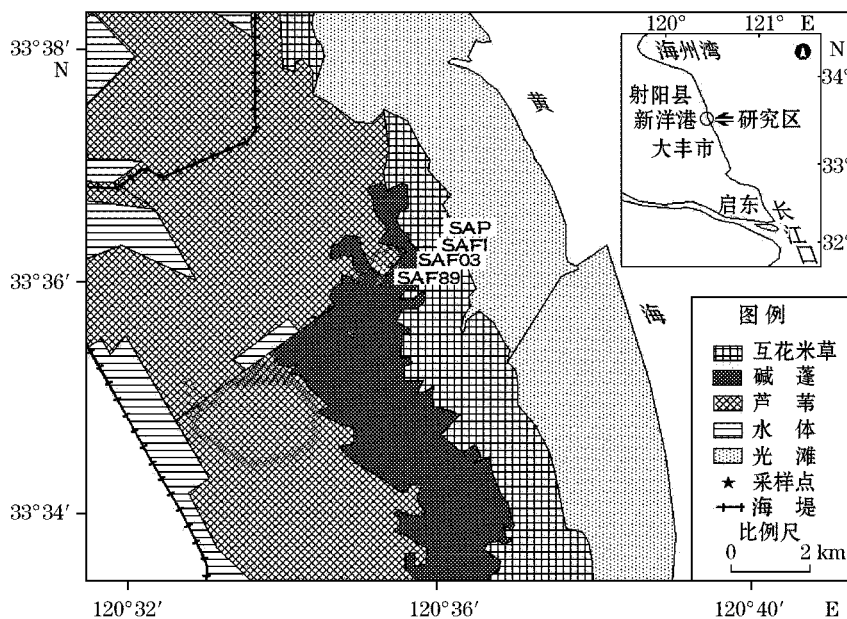 33°38′
N
33°36′
33°34′
120°32′
120°36′
120°40′
E
黄
海
SAP
SAF1
SAF03
SAF89
120°
121°
E
N
海州湾
34°
射阳县
新洋港
研究区
大丰市
33°
启东
长
江
口
32°
图 例
互花米草
碱 蓬
芦 苇
水 体
光 滩
采样点
海 堤
比例尺
0 2 km